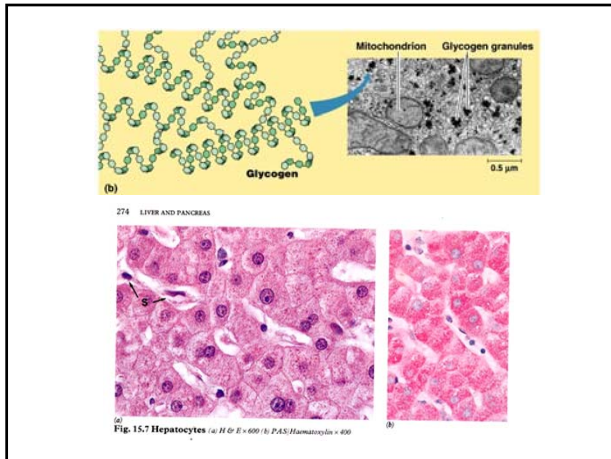 Mitochondrion Glycogen granules
Glycogen
0.5 µm
(b)
274 LIVER AND PANCREAS
S
(a)
(b)
Fig. 15.7 Hepatocytes (a) H & E × 600 (b) PAS/Haematoxylin × 400